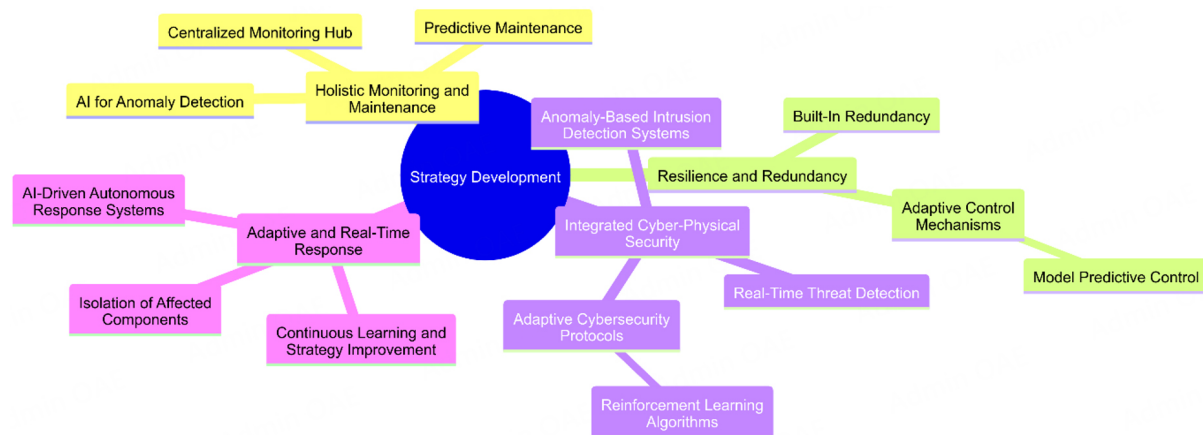 Centralized Monitoring Hub
Predictive Maintenance
AI for Anomaly Detection
Holistic Monitoring and
Maintenance
Anomaly-Based Intrusion
Detection Systems
Built-In Redundancy
Strategy Development
Resilience and Redundancy
AI-Driven Autonomous
Response Systems
Adaptive and Real-Time
Response
Integrated Cyber-Physical
Security
Adaptive Control
Mechanisms
Model Predictive Control
Isolation of Affected
Components
Continuous Learning and
Strategy Improvement
Adaptive Cybersecurity
Protocols
Real-Time Threat Detection
Reinforcement Learning
Algorithms